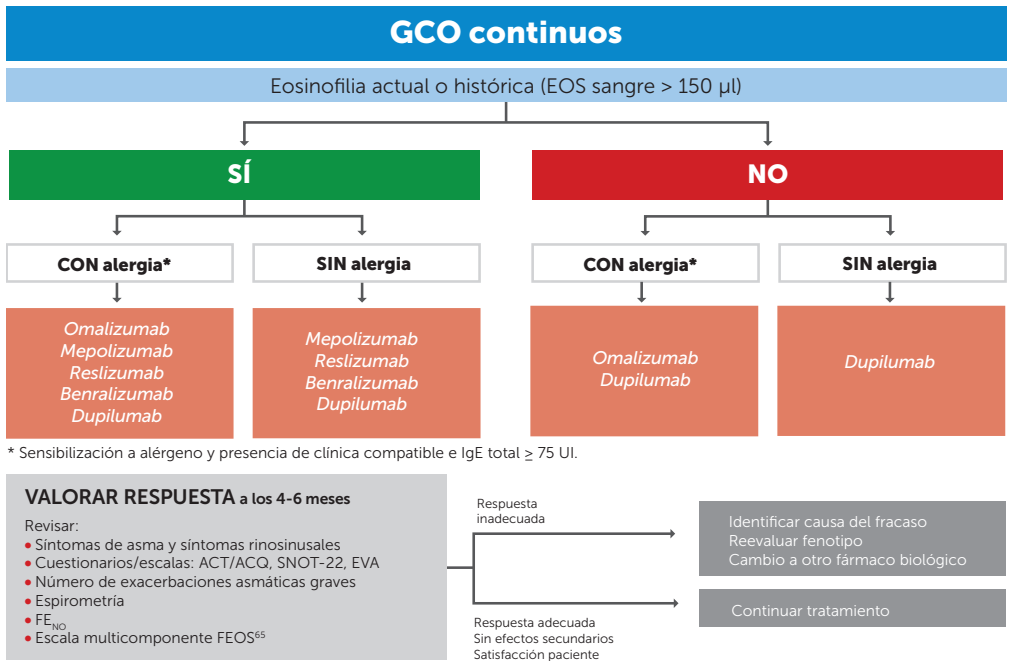 GCO continuos
Eosinofilia actual o histórica (EOS sangre > 150 µl)
SÍ
NO
CON alergia*
SIN alergia
CON alergia*
SIN alergia
Omalizumab
Mepolizumab
Reslizumab
Benralizumab
Dupilumab
Mepolizumab
Reslizumab
Benralizumab
Dupilumab
Omalizumab
Dupilumab
Dupilumab
* Sensibilización a alérgeno y presencia de clínica compatible e IgE total ≥ 75 UI.
VALORAR RESPUESTA a los 4-6 meses
Revisar:
• Síntomas de asma y síntomas rinosinusales
• Cuestionarios/escalas: ACT/ACQ, SNOT-22, EVA
• Número de exacerbaciones asmáticas graves
• Espirometría
• FENO
• Escala multicomponente FEOS65
Respuesta
inadecuada
Identificar causa del fracaso
Reevaluar fenotipo
Cambio a otro fármaco biológico
Respuesta adecuada
Sin efectos secundarios
Satisfacción paciente
Continuar tratamiento